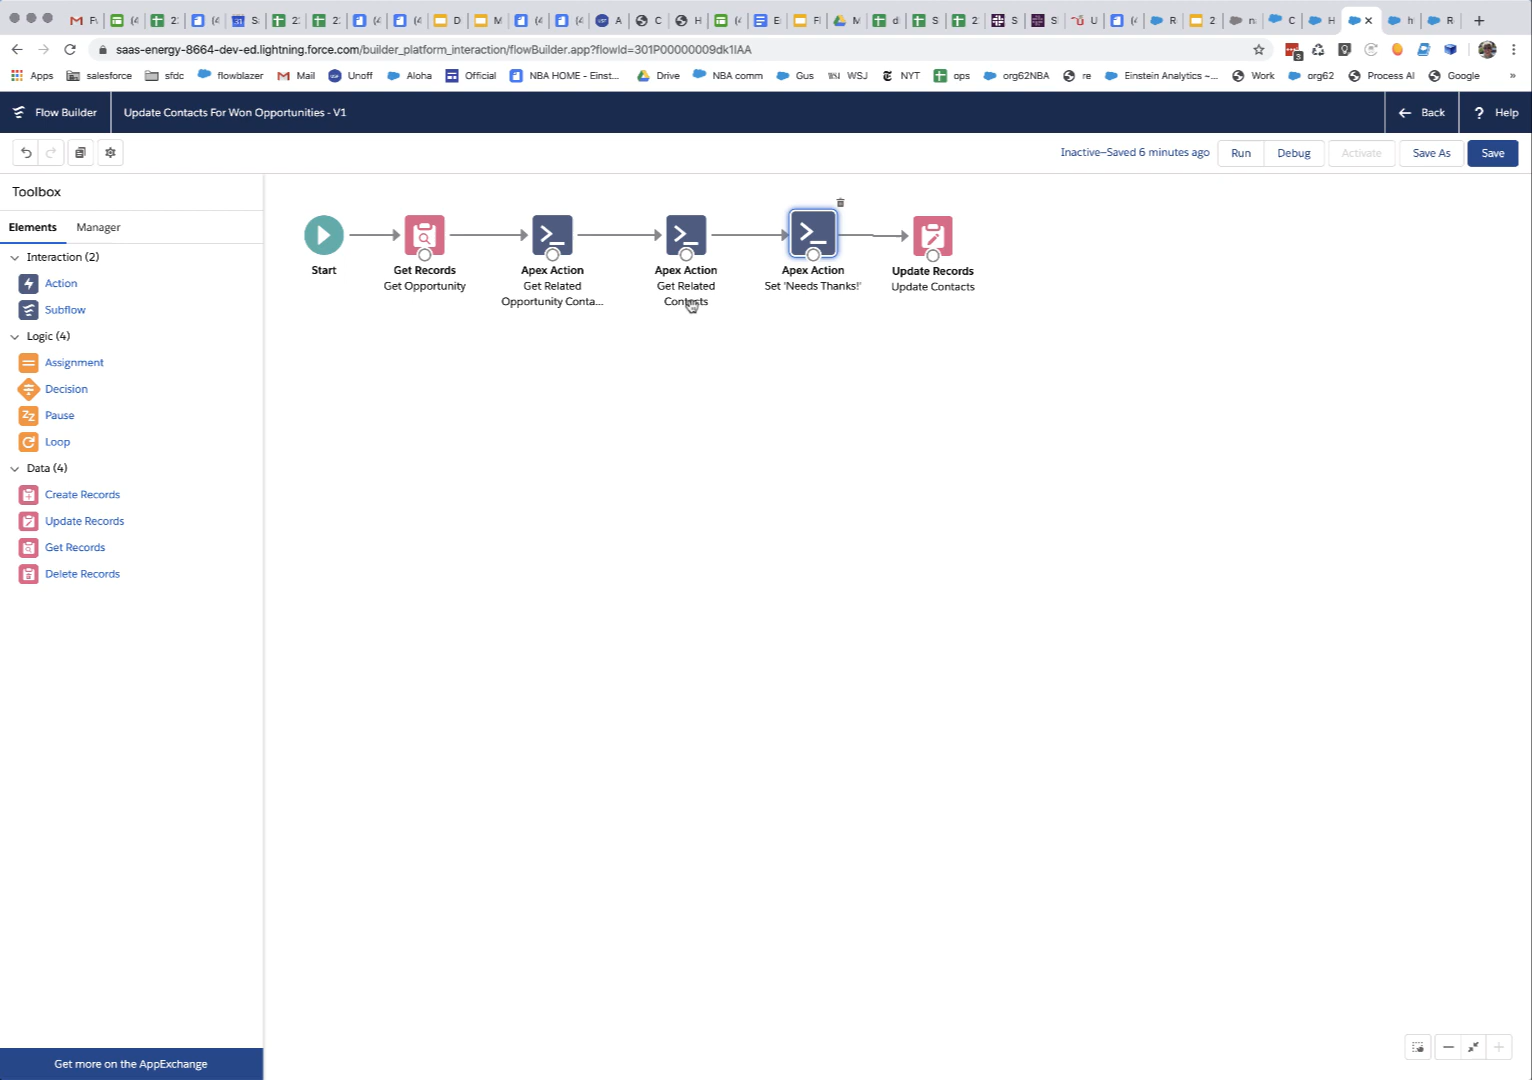 saas-energy-8664-dev-ed.lightning.force.com/builder_platform_interaction/flowBuilder.app?flowId=301P00000009dk1IAA
Apps salesforce sfdc flowblazer Mail Unoff Aloha Official NBA HOME - Einst... Drive NBA comm Gus WSJ WSJ NYT ops org62NBA re Einstein Analytics ~... Work org62 Process AI Google »
Flow Builder Update Contacts For Won Opportunities - V1 Back ? Help
Inactive—Saved 6 minutes ago Run Debug Activate Save As Save
Toolbox
Elements Manager
Interaction (2)
Action
Subflow
Logic (4)
Assignment
Decision
Pause
Loop
Data (4)
Create Records
Update Records
Get Records
Delete Records
Get more on the AppExchange
Start
Get Records
Get Opportunity
Apex Action
Get Related
Opportunity Conta...
Apex Action
Get Related
Contacts
Apex Action
Set 'Needs Thanks!'
Update Records
Update Contacts